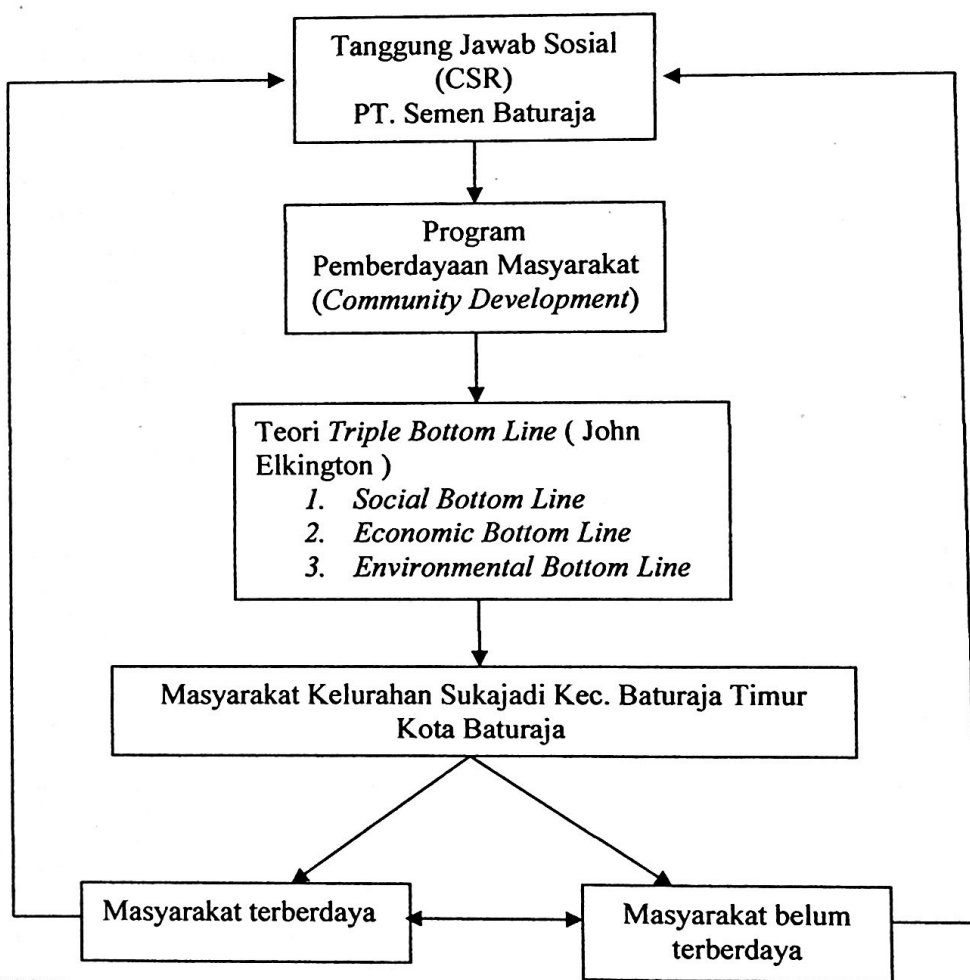 Tanggung Jawab Sosial
(CSR)
PT. Semen Baturaja
Program
Pemberdayaan Masyarakat
(Community Development)
Teori Triple Bottom Line ( John
Elkington )
1. Social Bottom Line
2. Economic Bottom Line
3. Environmental Bottom Line
Masyarakat Kelurahan Sukajadi Kec. Baturaja Timur
Kota Baturaja
Masyarakat terberdaya
Masyarakat belum
terberdaya